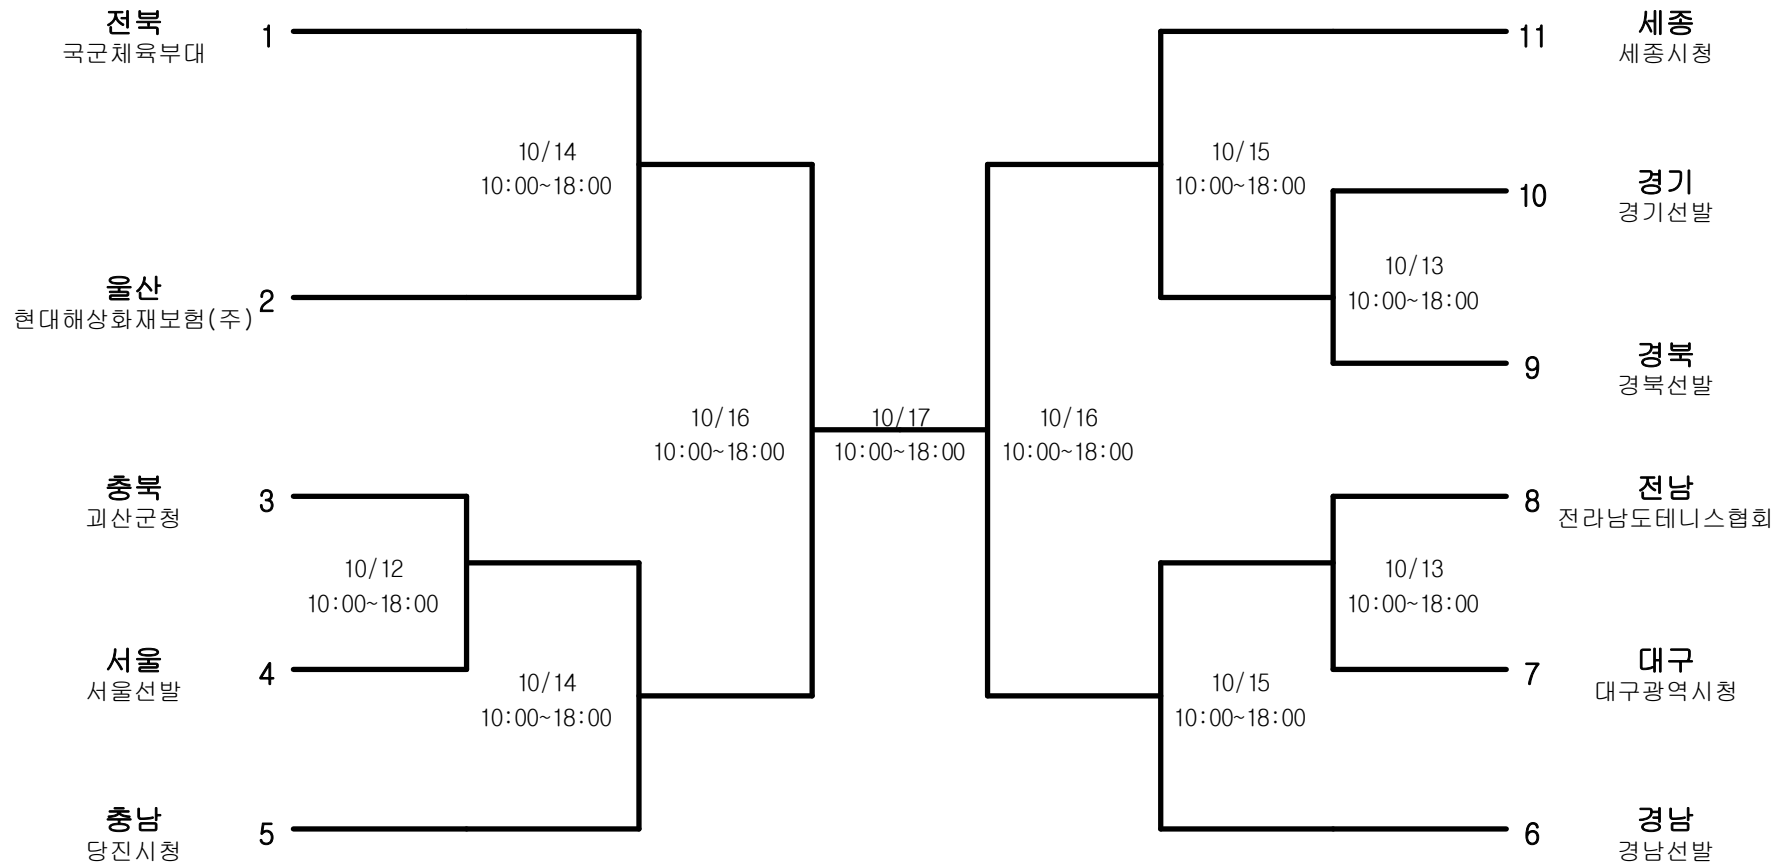 전북
국군체육부대
1
10/14
10:00~18:00
울산
현대해상화재보험(주)
2
충북
괴산군청
3
10/12
10:00~18:00
서울
서울선발
4
10/14
10:00~18:00
충남
당진시청
5
10/16
10:00~18:00
10/17
10:00~18:00
10/16
10:00~18:00
11
세종
세종시청
10/15
10:00~18:00
10
경기
경기선발
10/13
10:00~18:00
9
경북
경북선발
8
전남
전라남도테니스협회
10/13
10:00~18:00
7
대구
대구광역시청
10/15
10:00~18:00
6
경남
경남선발